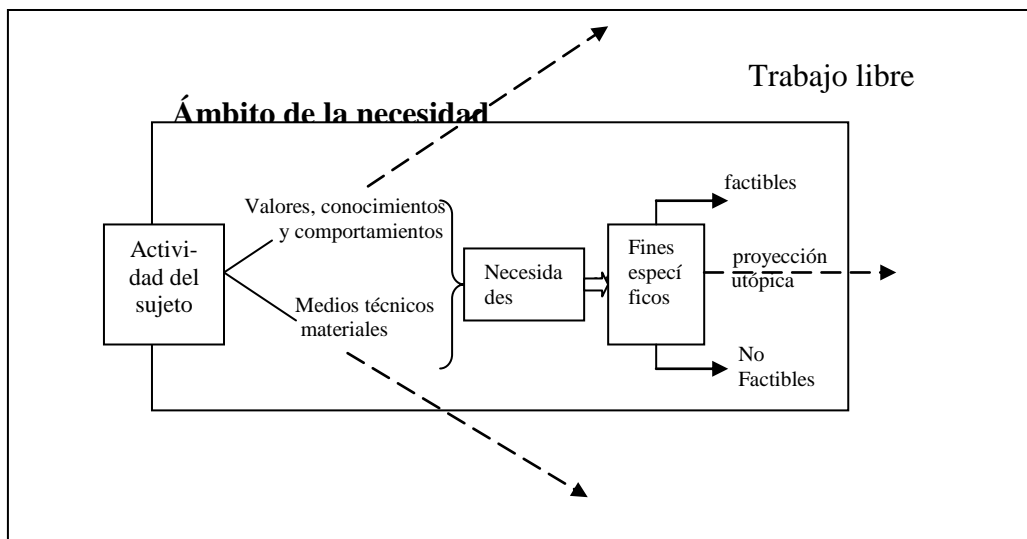 Trabajo libre
Ámbito de la necesidad
Activi-
dad del
sujeto
Valores, conocimientos
y comportamientos
Medios técnicos
materiales
Necesida
des
Fines
especí
ficos
factibles
proyección
utópica
No
Factibles